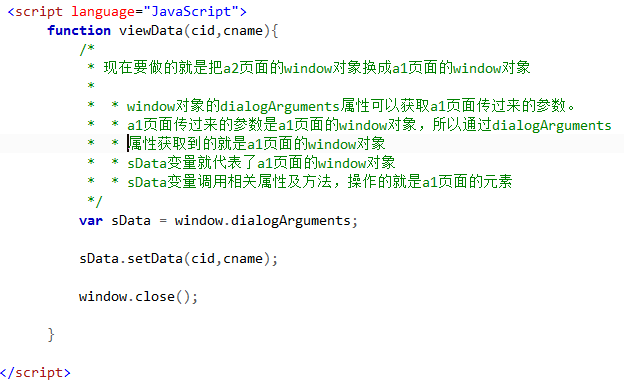 <script language="JavaScript">
function viewData(cid,cname){
/*
* 现在要做的就是把a2页面的window对象换成a1页面的window对象
*
* * window对象的dialogArguments属性可以获取a1页面传过来的参数。
* * a1页面传过来的参数是a1页面的window对象，所以通过dialogArguments
* * 属性获取到的就是a1页面的window对象
* * sData变量就代表了a1页面的window对象
* * sData变量调用相关属性及方法，操作的就是a1页面的元素
*/
var sData = window.dialogArguments;
sData.setData(cid,cname);
window.close();
}
</script>